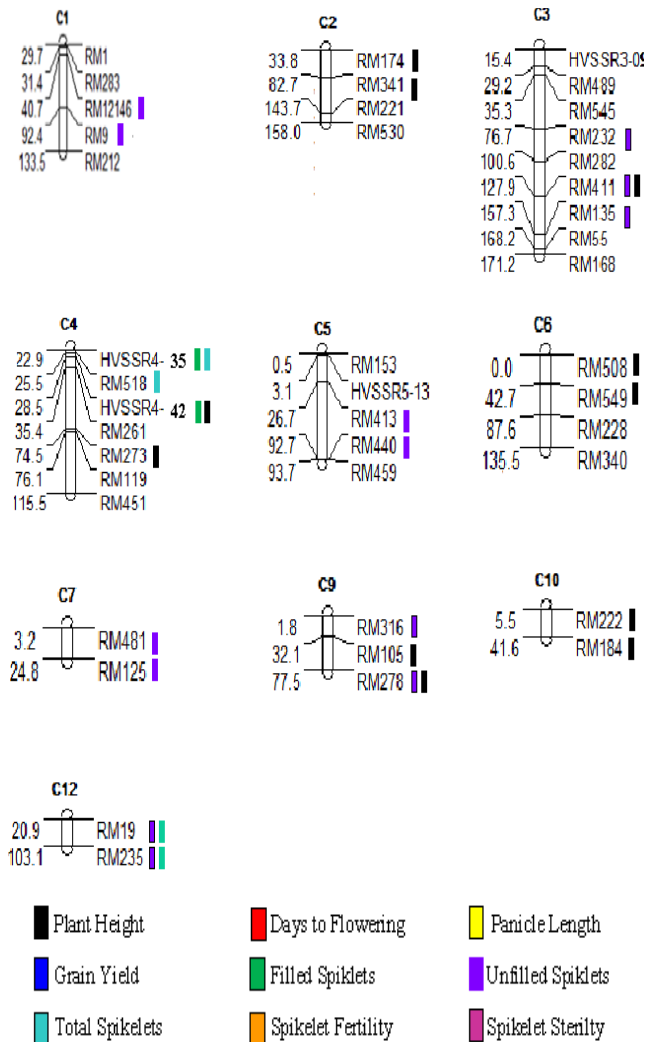 C1
29.7 RM1
31.4 RM283
40.7 RM12146
92.4 RM9
133.5 RM212
C2
33.8 RM174
82.7 RM341
143.7 RM221
158.0 RM530
C3
15.4 HVSSR3-09
29.2 RM489
35.3 RM545
76.7 RM232
100.6 RM282
127.9 RM411
157.3 RM135
168.2 RM55
171.2 RM168
C4
22.9 HVSSR4- 35
25.5 RM518
28.5 HVSSR4- 42
35.4 RM261
74.5 RM273
76.1 RM119
115.5 RM451
C5
0.5 RM153
3.1 HVSSR5-13
26.7 RM413
92.7 RM440
93.7 RM459
C6
0.0 RM508
42.7 RM549
87.6 RM228
135.5 RM340
C7
3.2 RM481
24.8 RM125
C9
1.8 RM316
32.1 RM105
77.5 RM278
C10
5.5 RM222
41.6 RM184
C12
20.9 RM19
103.1 RM235
Plant Height Days to Flowering Panicle Length
Grain Yield Filled Spiklets Unfilled Spiklets
Total Spikelets Spikelet Fertility Spikelet Sterilty